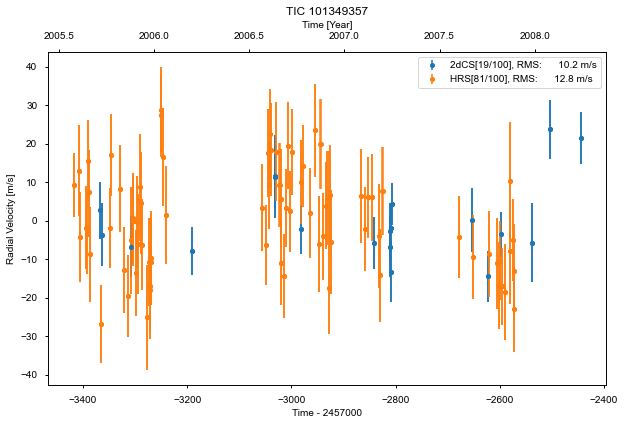 TIC 101349357
Time [Year]
2005.5 2006.0 2006.5 2007.0 2007.5 2008.0
2dCS[19/100], RMS: 10.2 m/s
HRS[81/100], RMS: 12.8 m/s
40
30
20
10
0
−10
−20
−30
−40
Radial Velocity [m/s]
−3400 −3200 −3000 −2800 −2600 −2400
Time - 2457000